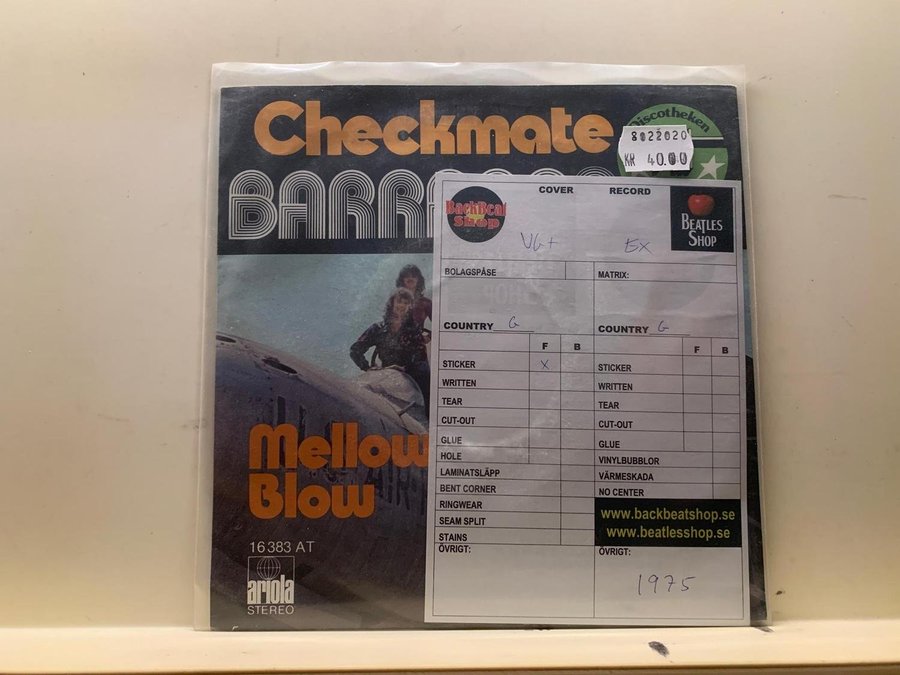 Checkmate
Discotheken
8022020
KR 40.00
BARRA
COVER
RECORD
BackBeat
Shop
BEATLES
SHOP
VG+
EX
BOLAGSPÅSE
MATRIX:
COUNTRY G
COUNTRY G
F B
F B
STICKER X
STICKER
WRITTEN
WRITTEN
TEAR
TEAR
CUT-OUT
CUT-OUT
GLUE
GLUE
HOLE
VINYLBUBBLOR
LAMINATSLÄPP
VÄRMESKADA
BENT CORNER
NO CENTER
RINGWEAR
www.backbeatshop.se
SEAM SPLIT
www.beatlesshop.se
STAINS
ÖVRIGT:
ÖVRIGT:
1975
Mellow
Blow
16 383 AT
ariola
STEREO